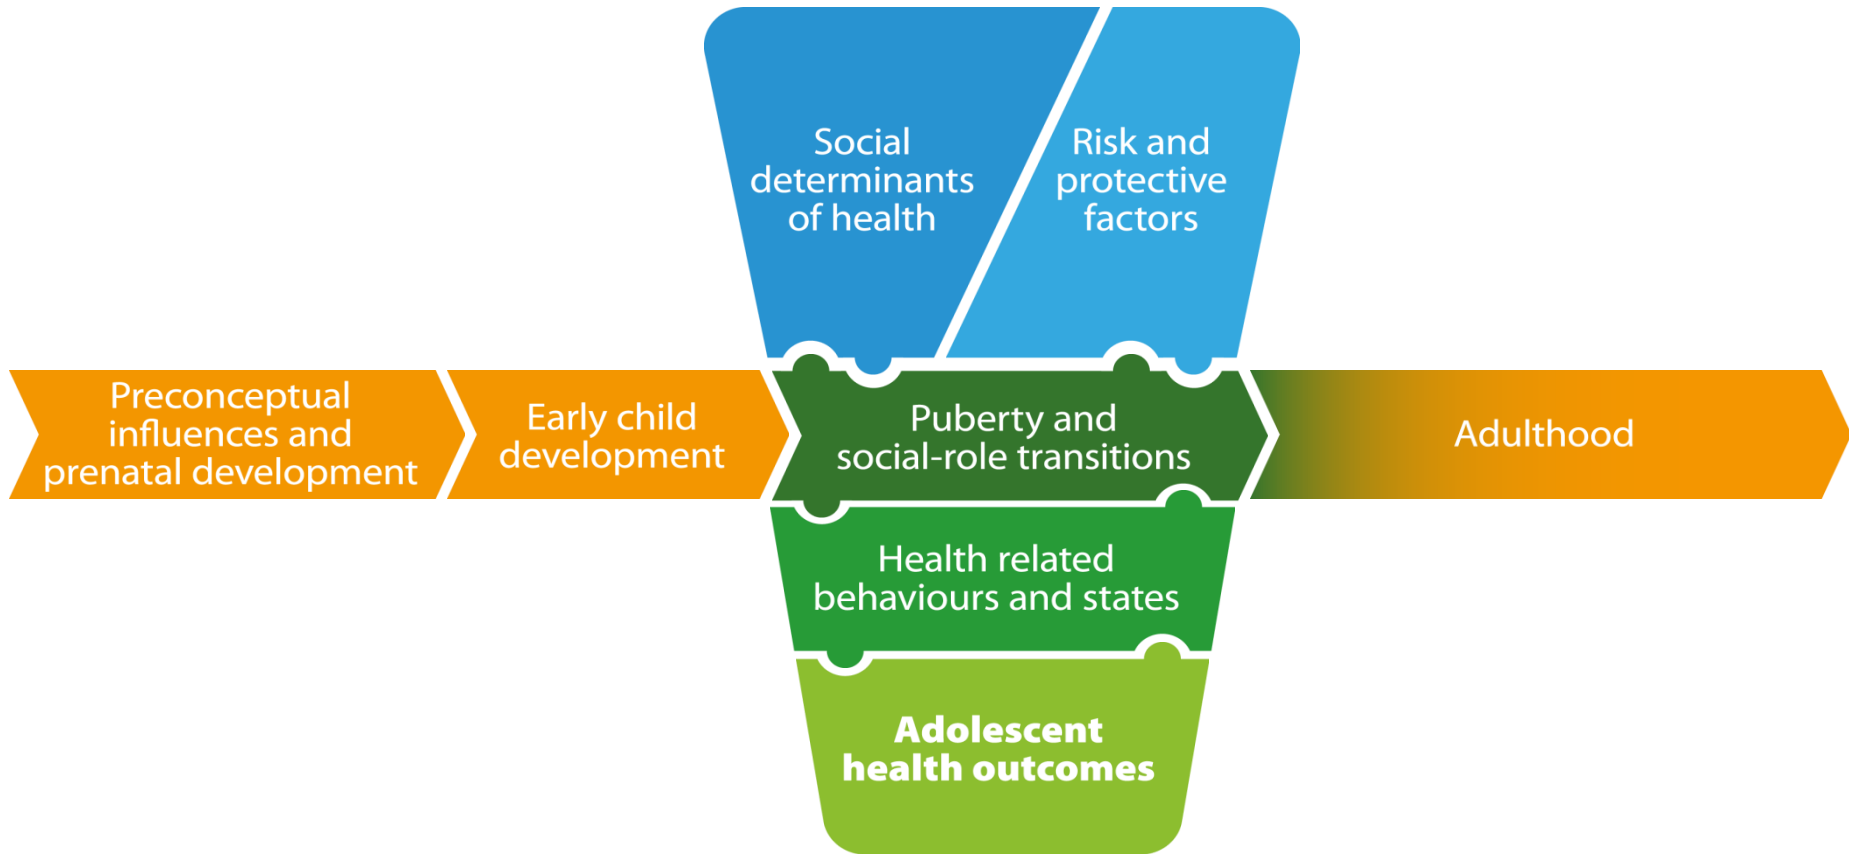 Social
determinants
of health
Risk and
protective
factors
Preconceptual
influences and
prenatal development
Early child
development
Puberty and
social-role transitions
Adulthood
Health related
behaviours and states
Adolescent
health outcomes